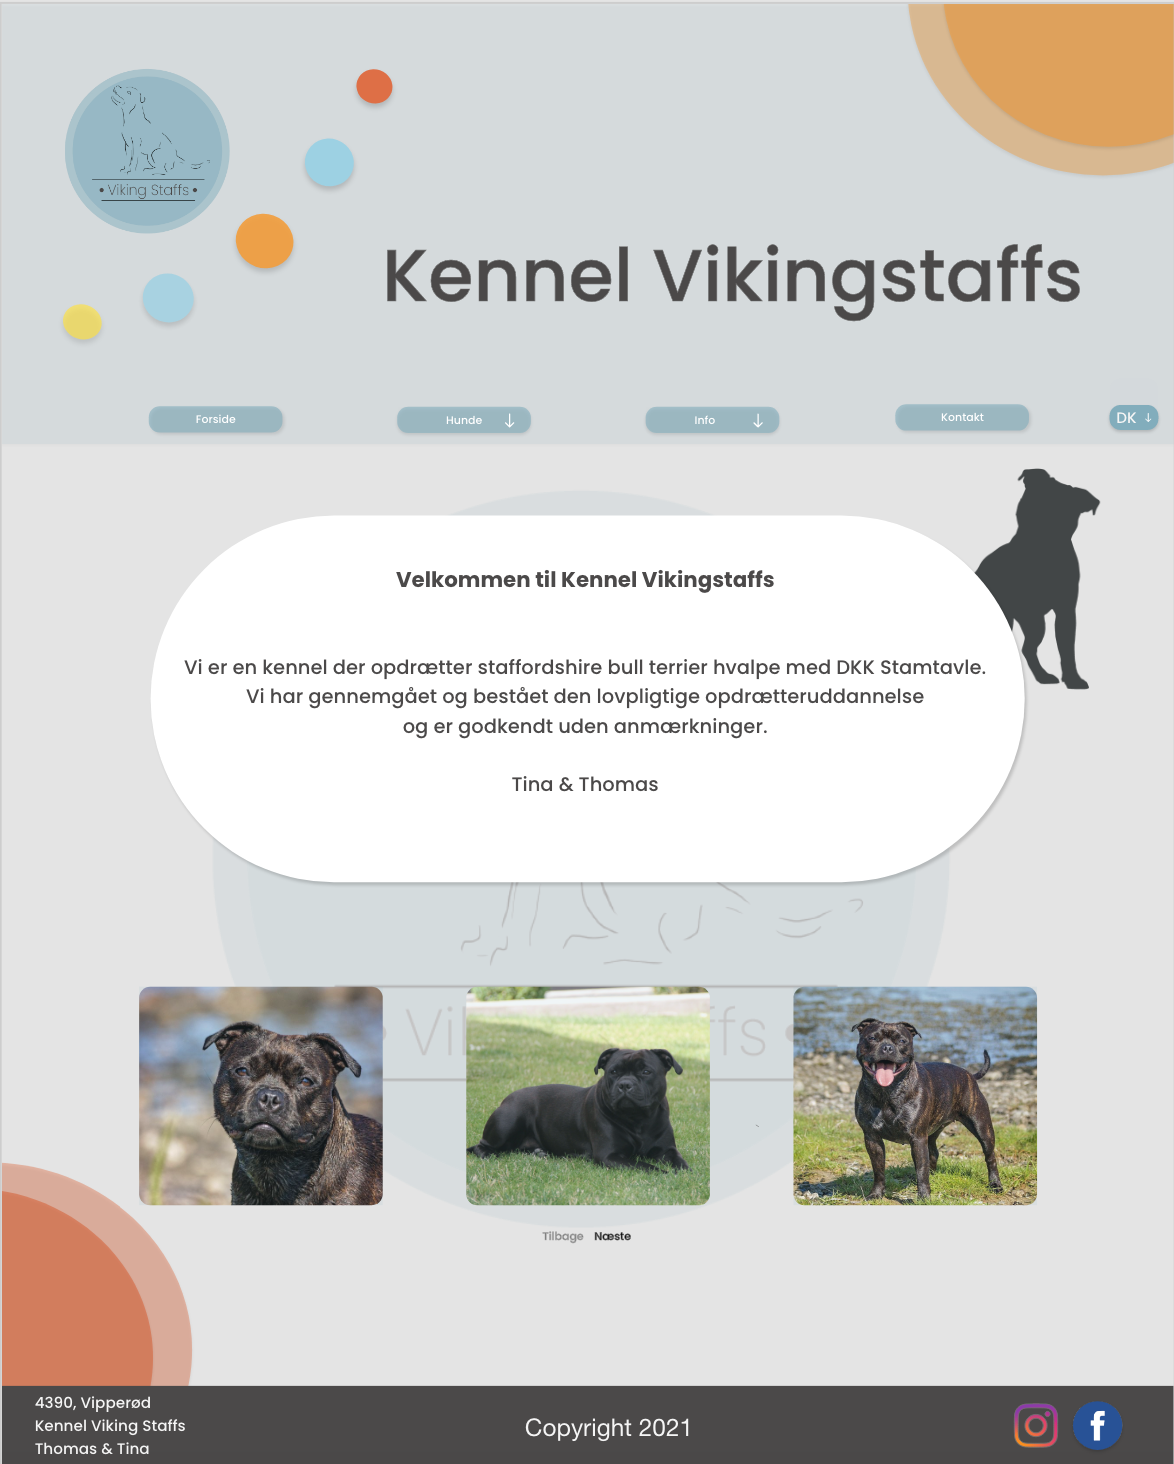 • Viking Staffs •
Kennel Vikingstaffs
Forside
Hunde ↓
Info ↓
Kontakt
DK ↓
Velkommen til Kennel Vikingstaffs
Vi er en kennel der opdrætter staffordshire bull terrier hvalpe med DKK Stamtavle.
Vi har gennemgået og bestået den lovpligtige opdrætteruddannelse
og er godkendt uden anmærkninger.
Tina & Thomas
• Vi ffs •
Tilbage Næste
4390, Vipperød
Kennel Viking Staffs
Thomas & Tina
Copyright 2021